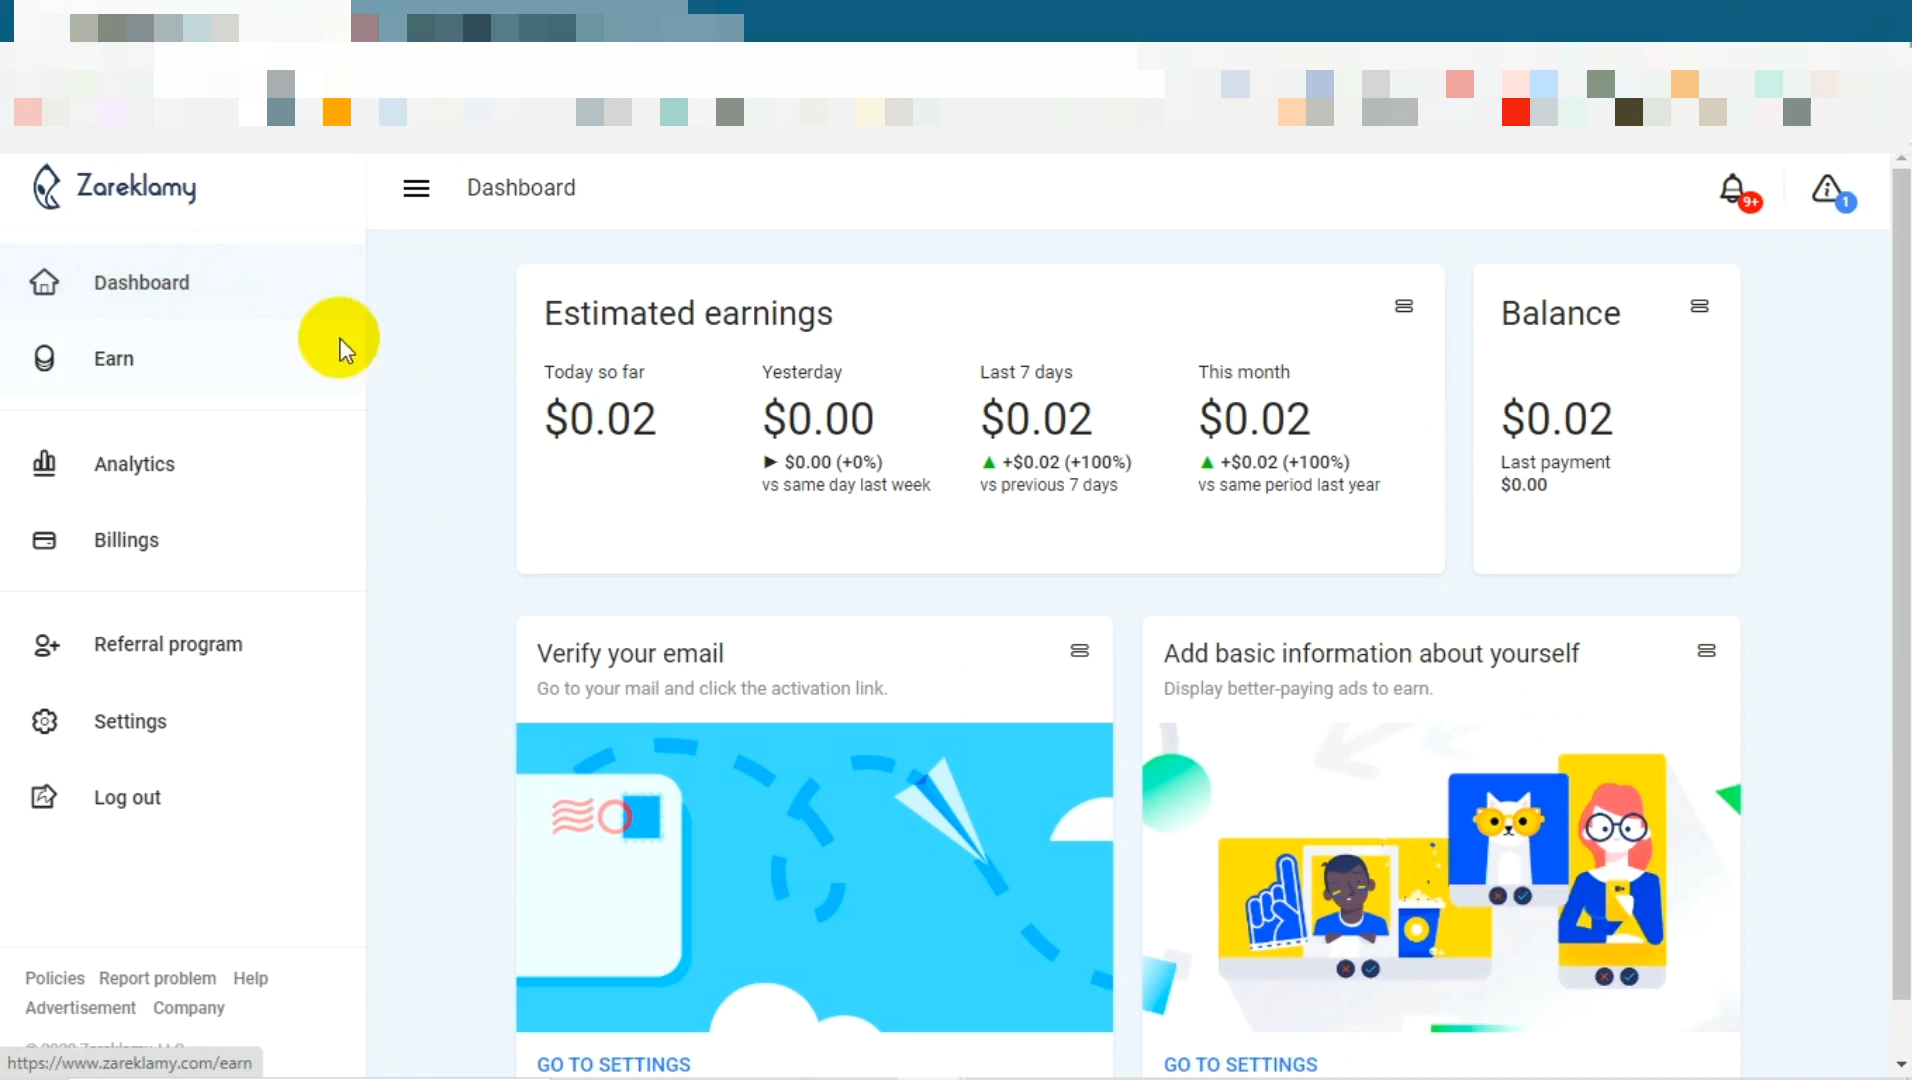 Zareklamy
Dashboard
9+
1
Dashboard
Earn
Analytics
Billings
Referral program
Settings
Log out
Policies Report problem Help
Advertisement Company
https://www.zareklamy.com/earn
Estimated earnings
Today so far
$0.02
Yesterday
$0.00
► $0.00 (+0%)
vs same day last week
Last 7 days
$0.02
▲ +$0.02 (+100%)
vs previous 7 days
This month
$0.02
▲ +$0.02 (+100%)
vs same period last year
Balance
$0.02
Last payment
$0.00
Verify your email
Go to your mail and click the activation link.
GO TO SETTINGS
Add basic information about yourself
Display better-paying ads to earn.
GO TO SETTINGS